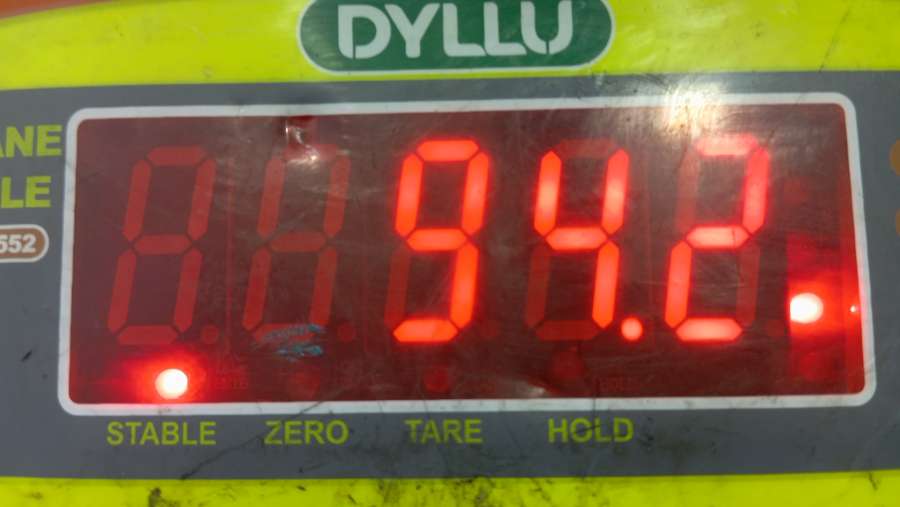 DYLLU
ANE
LE
552
94.2
STABLE ZERO TARE HOLD